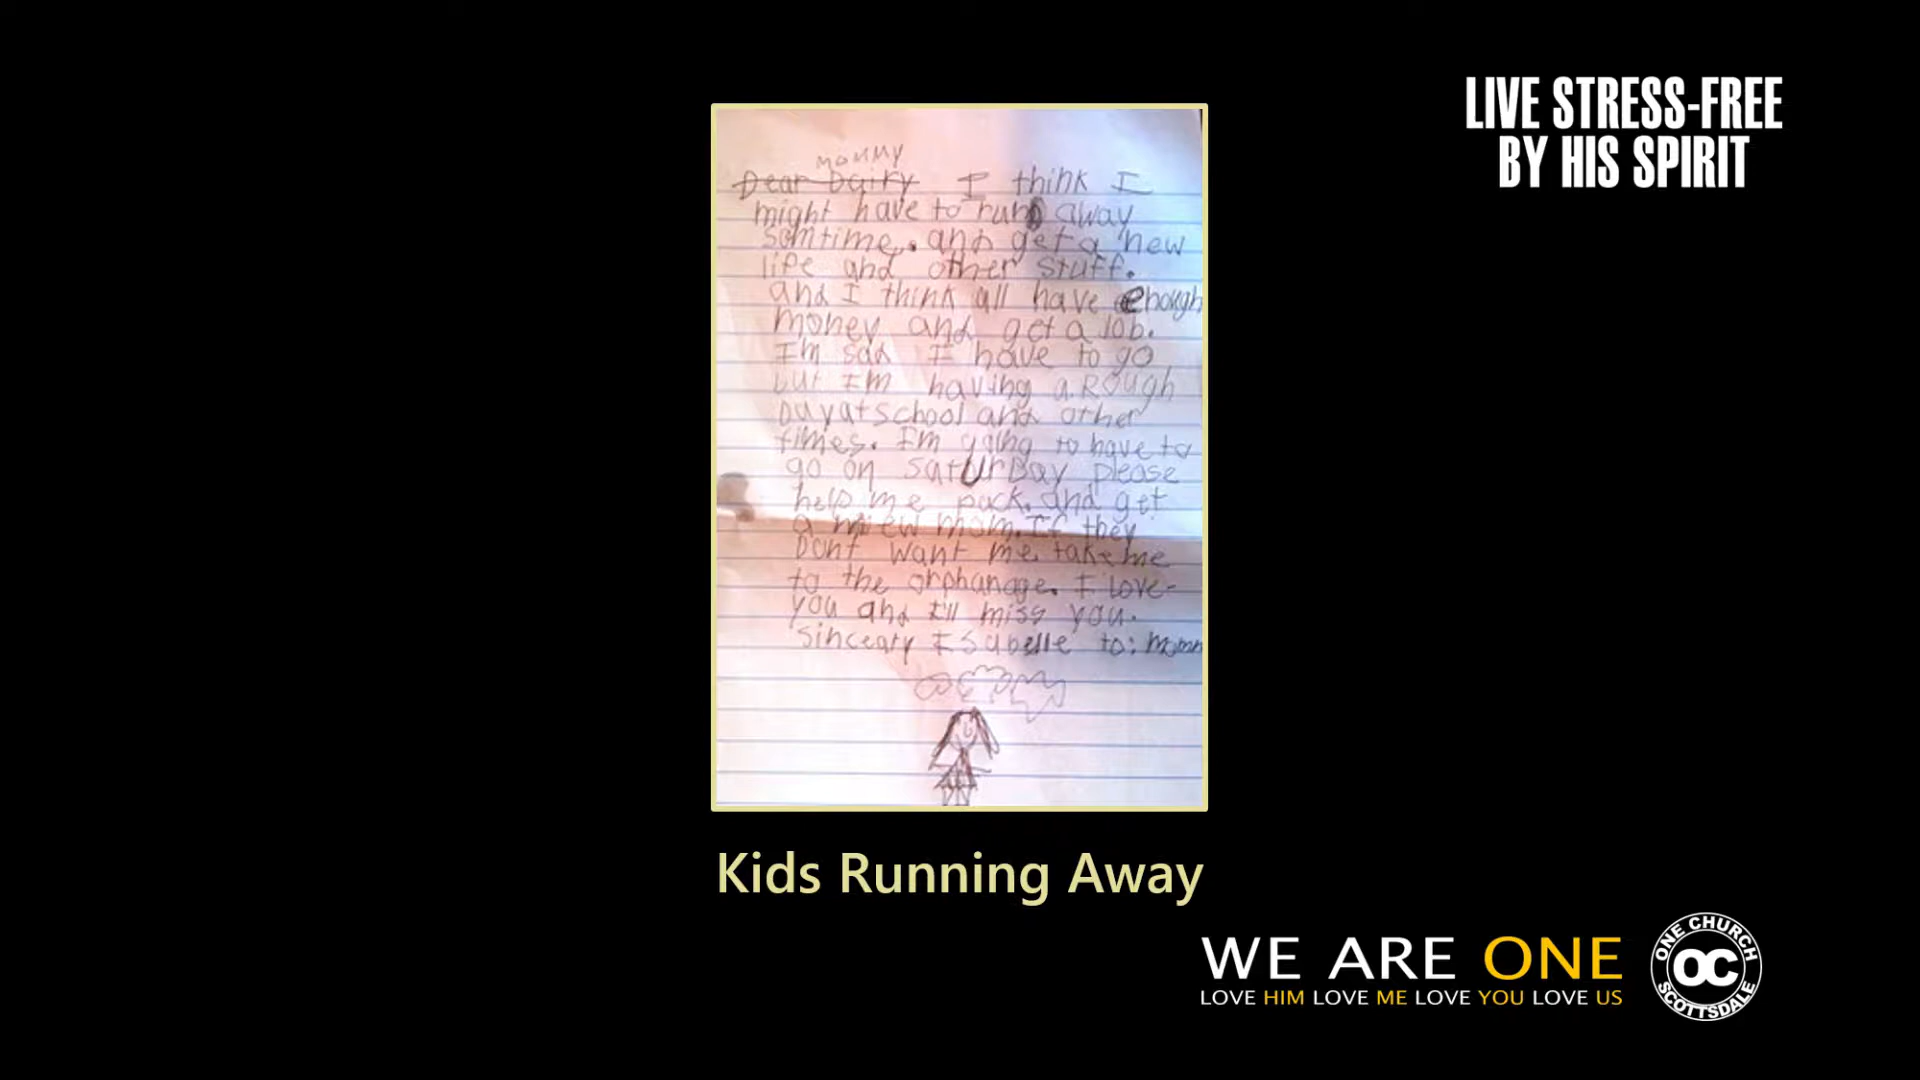 LIVE STRESS-FREE
BY HIS SPIRIT
mommy
Dear Dairy I think I
might have to run away
somtime. and get a new
life and other stuff.
and I think all have enough
money and get a Job.
I'm sad I have to go
but I'm having a Rough
Day at school and other
times. I'm going to have to
go on SatUrDay please
help me pack. and get
a new mom. If they
Dont want me take me
to the orphanage. I love-
you and I'll miss you.
Sincearly ISabelle to: Momm
Kids Running Away
WE ARE ONE
LOVE HIM LOVE ME LOVE YOU LOVE US
ONE CHURCH
OC
SCOTTSDALE